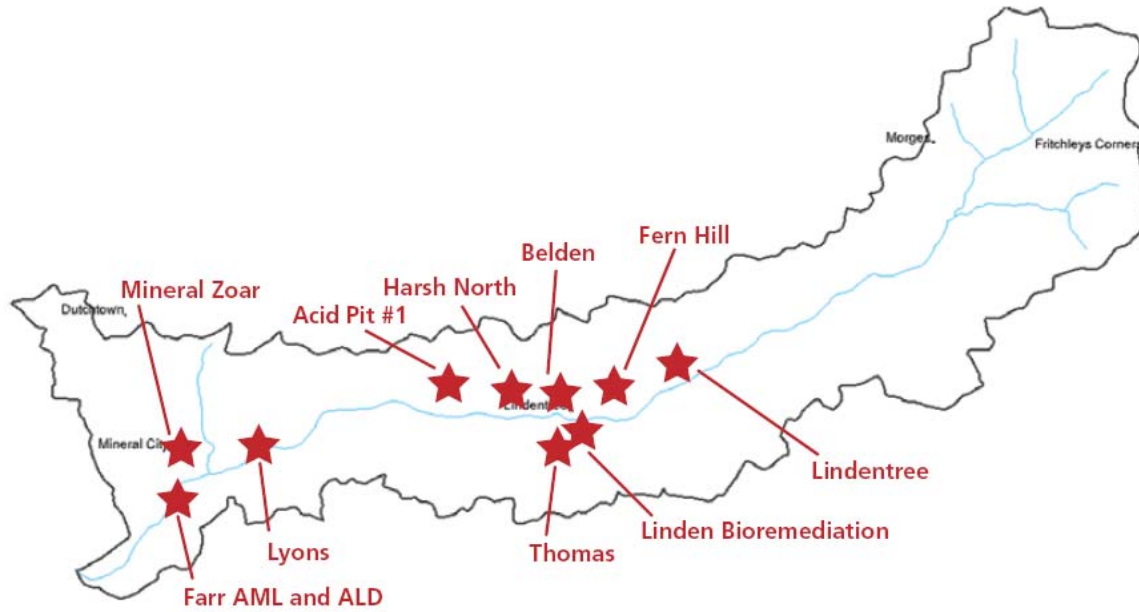 Morges
Fritchleys Corner
Fern Hill
Belden
Mineral Zoar
Harsh North
Dutchtown
Acid Pit #1
Mineral City
Lindentree
Linden Bioremediation
Thomas
Lyons
Farr AML and ALD